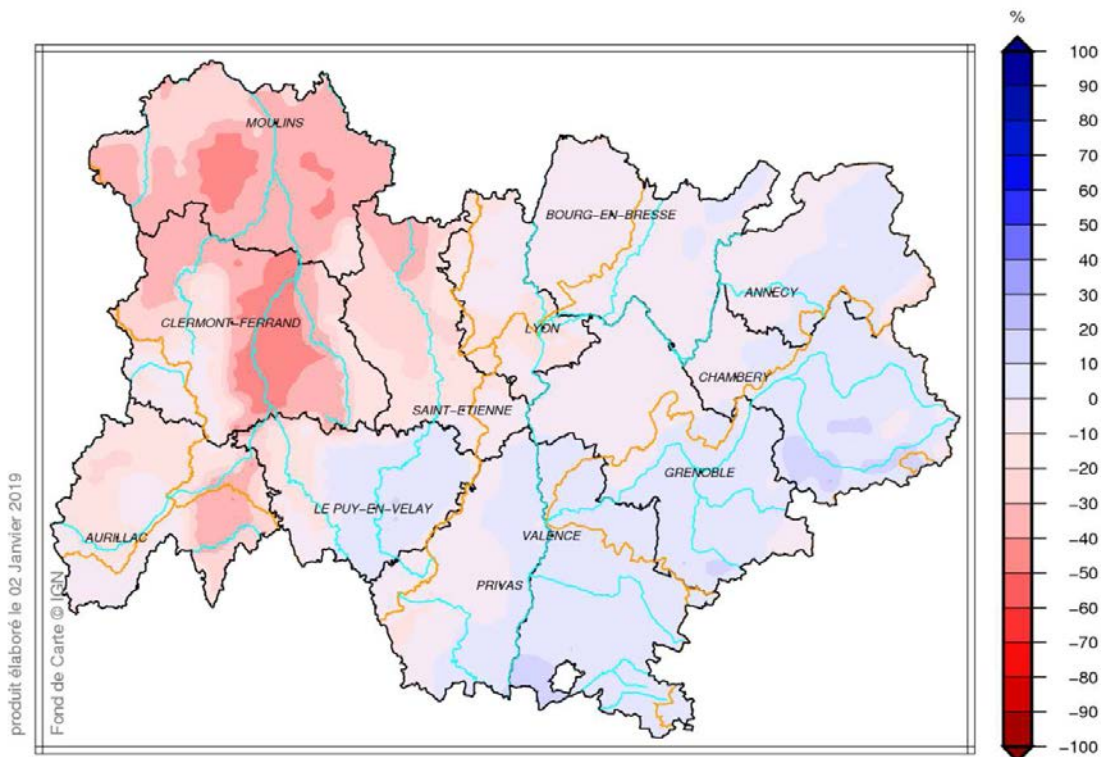 %
100
90
80
70
60
50
40
30
20
10
0
-10
-20
-30
-40
-50
-60
-70
-80
-90
-100
MOULINS
BOURG-EN-BRESSE
ANNECY
CLERMONT-FERRAND
LYON
CHAMBERY
SAINT-ETIENNE
GRENOBLE
LE PUY-EN-VELAY
AURILLAC
VALENCE
PRIVAS
produit élaboré le 02 Janvier 2019
Fond de Carte © IGN